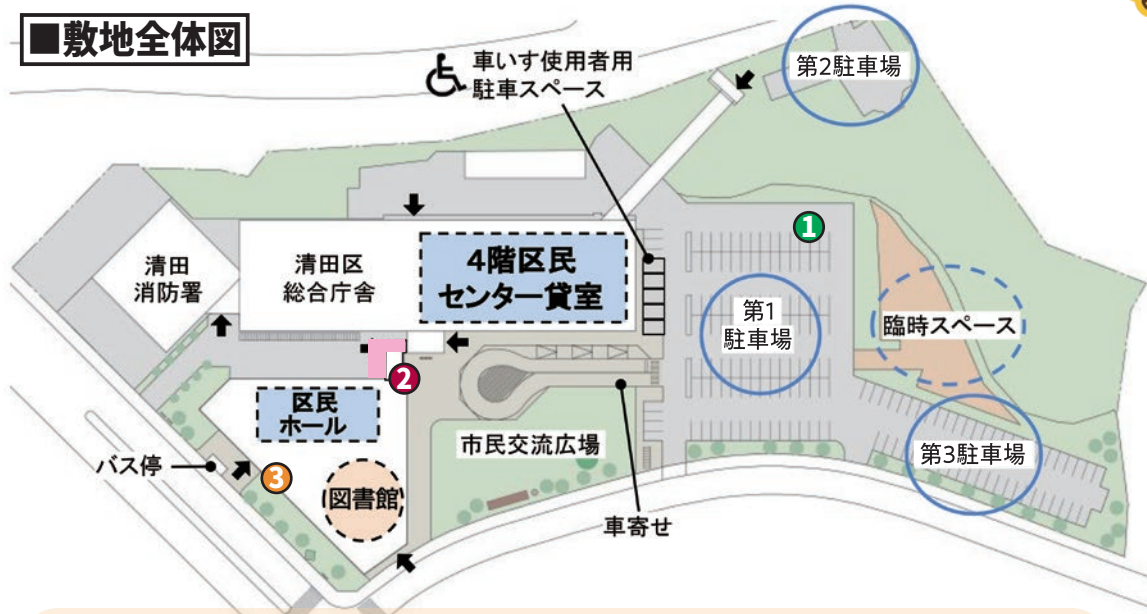 ■敷地全体図
車いす使用者用
駐車スペース
第2駐車場
1
清田
消防署
清田区
総合庁舎
4階区民
センター貸室
第1
駐車場
臨時スペース
2
区民
ホール
市民交流広場
第3駐車場
バス停
3
図書館
車寄せ